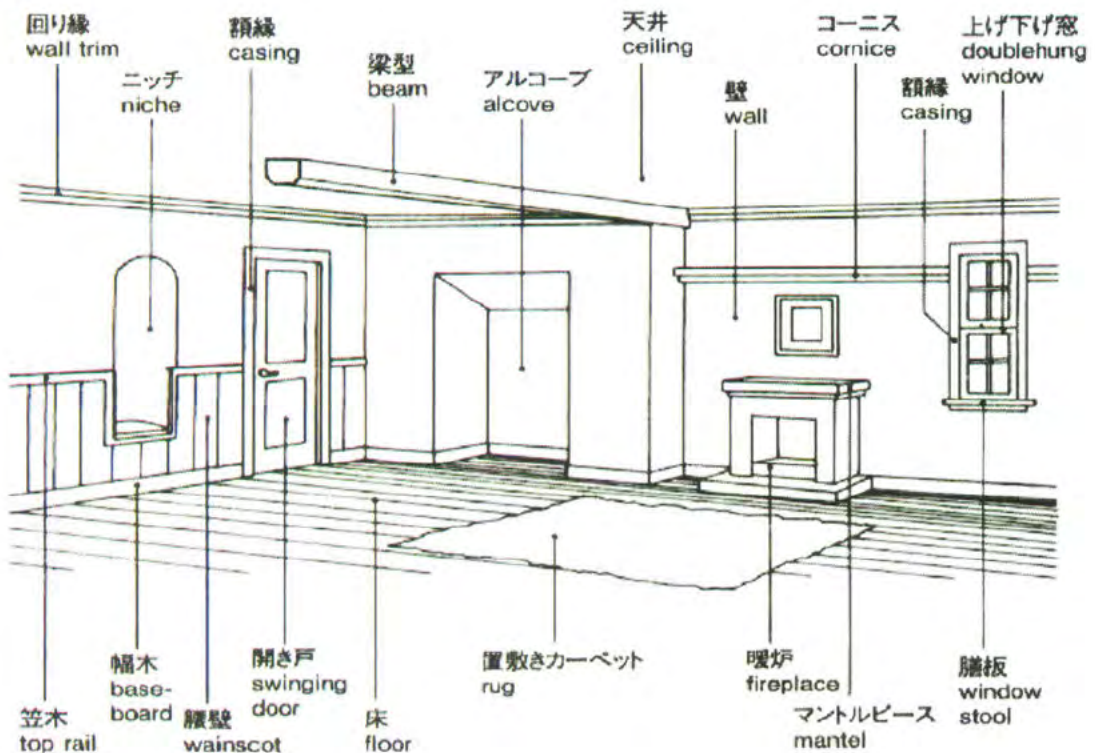 回り縁
wall trim
ニッチ
niche
額縁
casing
梁型
beam
アルコーブ
alcove
天井
ceiling
壁
wall
コーニス
cornice
額縁
casing
上げ下げ窓
doublehung
window
笠木
top rail
幅木
base-
board
腰壁
wainscot
開き戸
swinging
door
床
floor
置敷きカーペット
rug
暖炉
fireplace
マントルピース
mantel
膳板
window
stool